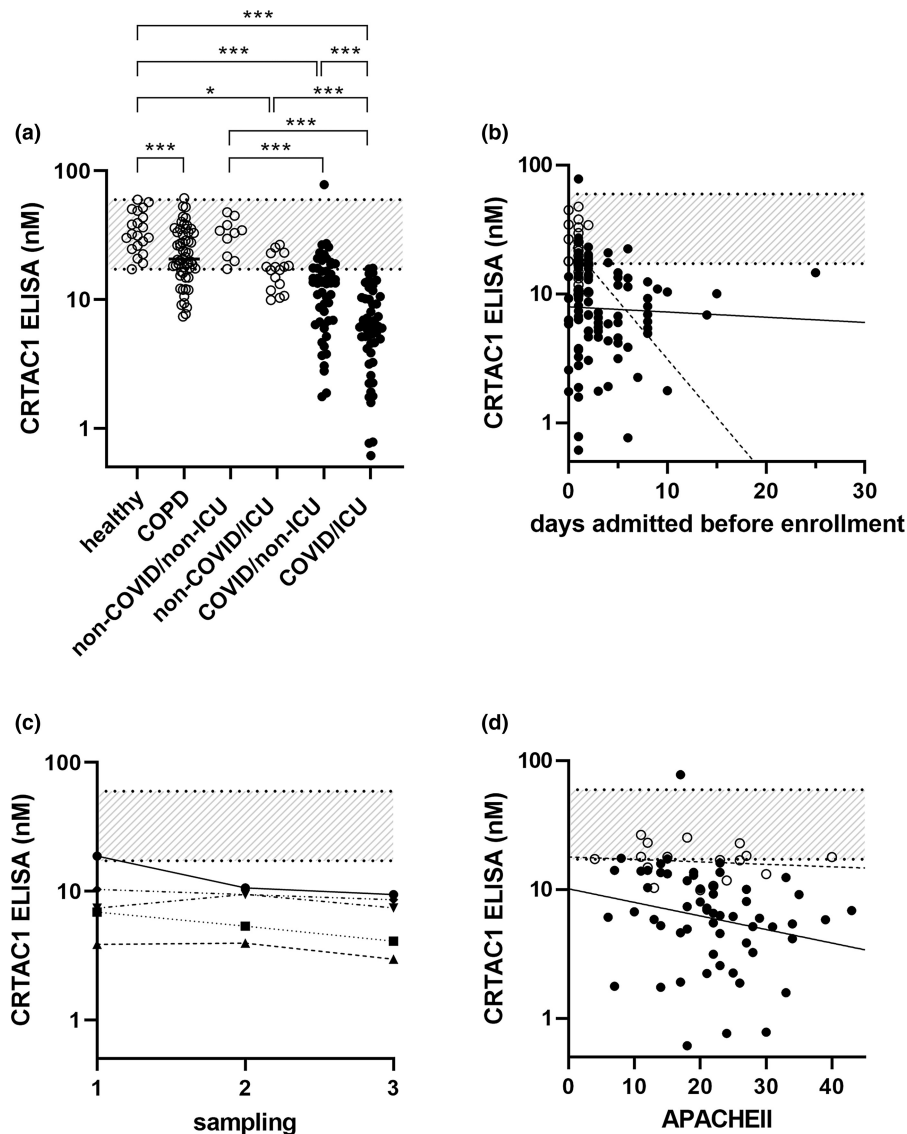 ***
*** ***
* ***
***
*** ***
(a)
CRTAC1 ELISA (nM)
100
10
1
healthy
COPD
non-COVID/non-ICU
non-COVID/ICU
COVID/non-ICU
COVID/ICU
(b)
CRTAC1 ELISA (nM)
100
10
1
0 10 20 30
days admitted before enrollment
(c)
CRTAC1 ELISA (nM)
100
10
1
1 2 3
sampling
(d)
CRTAC1 ELISA (nM)
100
10
1
0 10 20 30 40
APACHEII